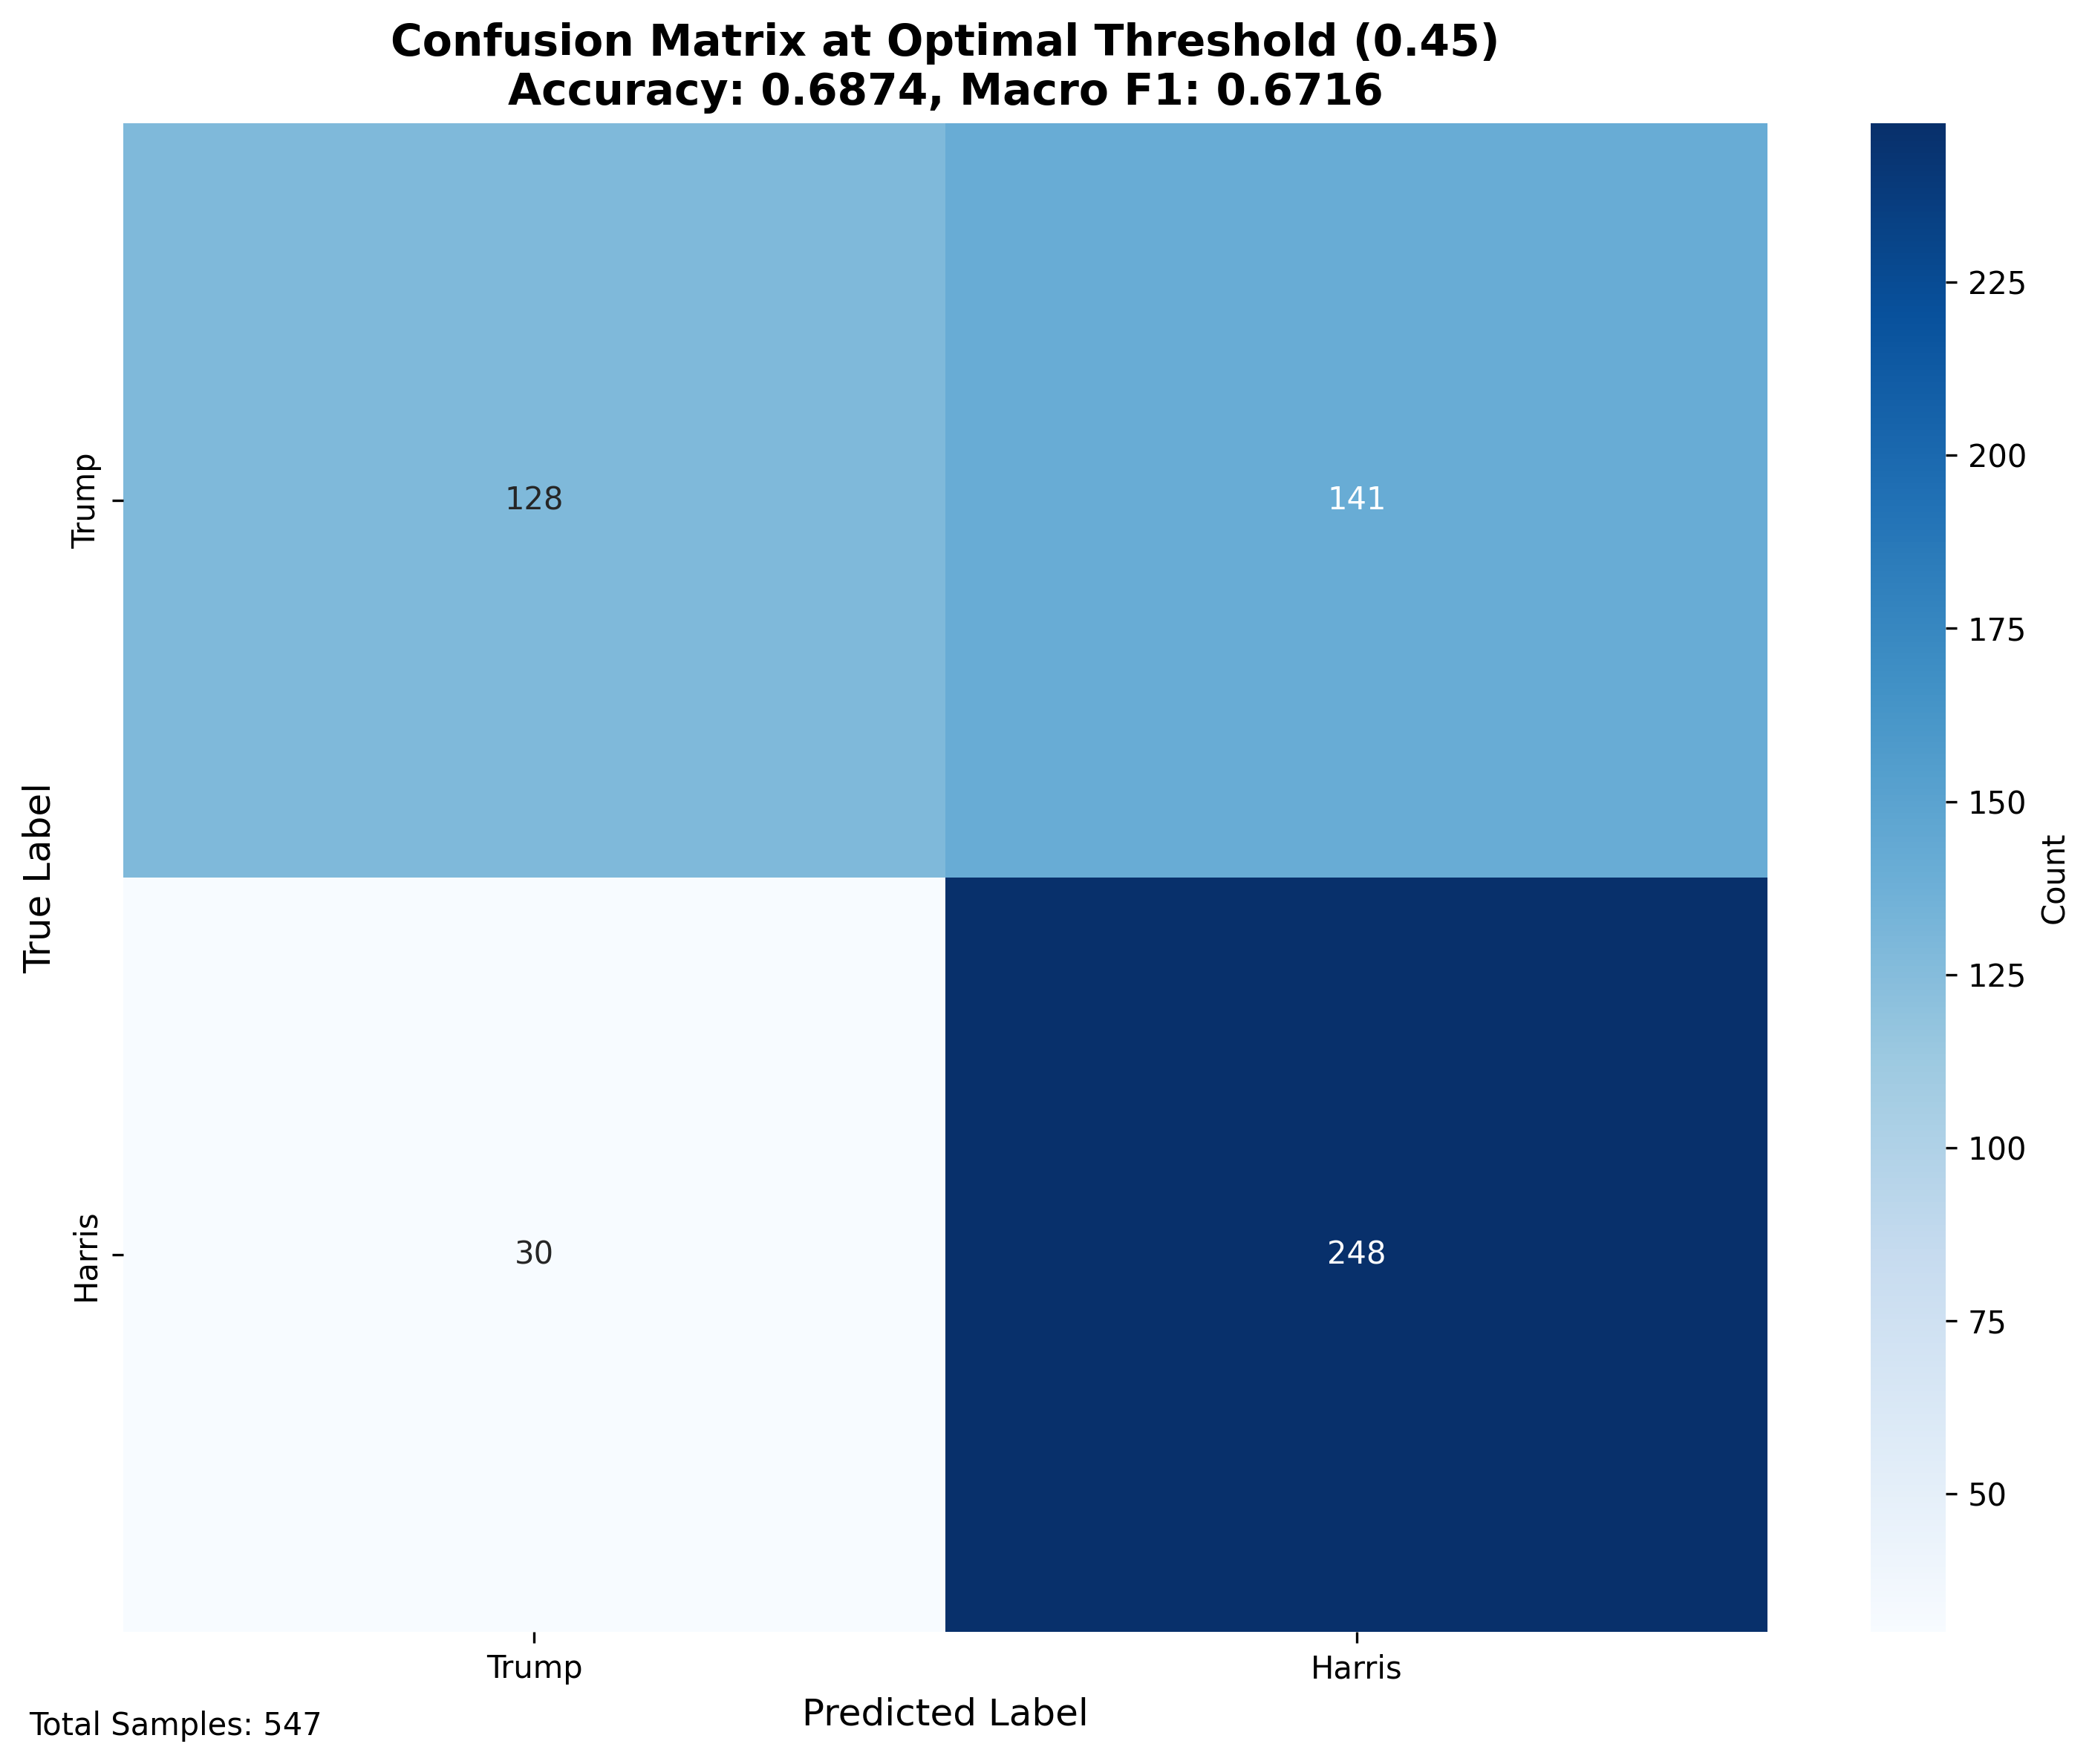 Confusion Matrix at Optimal Threshold (0.45)
Accuracy: 0.6874, Macro F1: 0.6716
True Label
Trump
128
141
Harris
30
248
Trump
Harris
Predicted Label
Total Samples: 547
225
200
175
150
125
100
75
50
Count